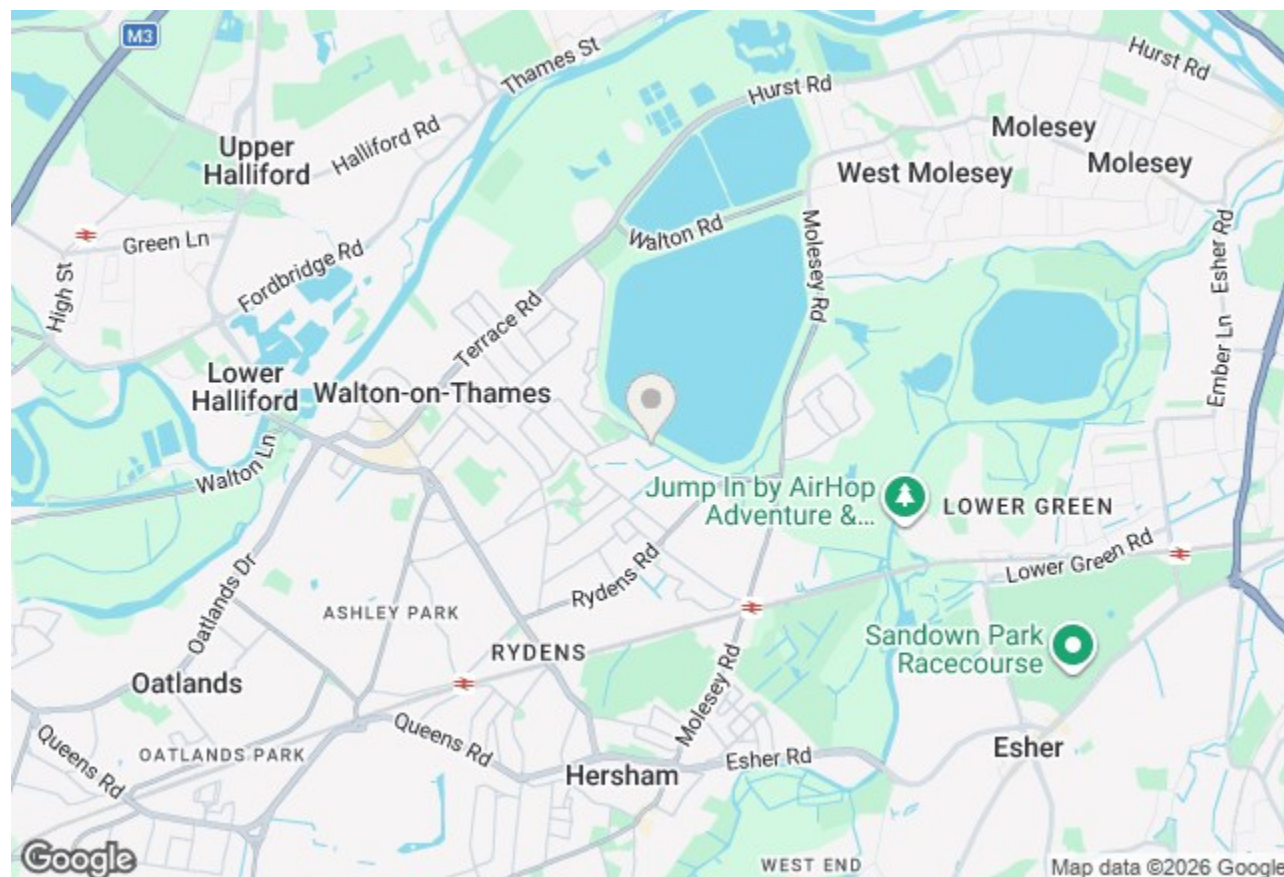 M3
Thames St
Hurst Rd
Hurst Rd
Upper
Halliford
Halliford Rd
Molesey
West Molesey
Molesey
Green Ln
Walton Rd
Molesey Rd
Esher Rd
High St
Fordbridge Rd
Terrace Rd
Ember Ln
Lower
Halliford
Walton-on-Thames
Walton Ln
Jump In by AirHop
Adventure &...
LOWER GREEN
Lower Green Rd
Oatlands Dr
Rydens Rd
ASHLEY PARK
Sandown Park
Racecourse
RYDENS
Oatlands
Molesey Rd
Queens Rd
Queens Rd
OATLANDS PARK
Hersham
Esher Rd
Esher
WEST END
Google
Map data ©2026 Google